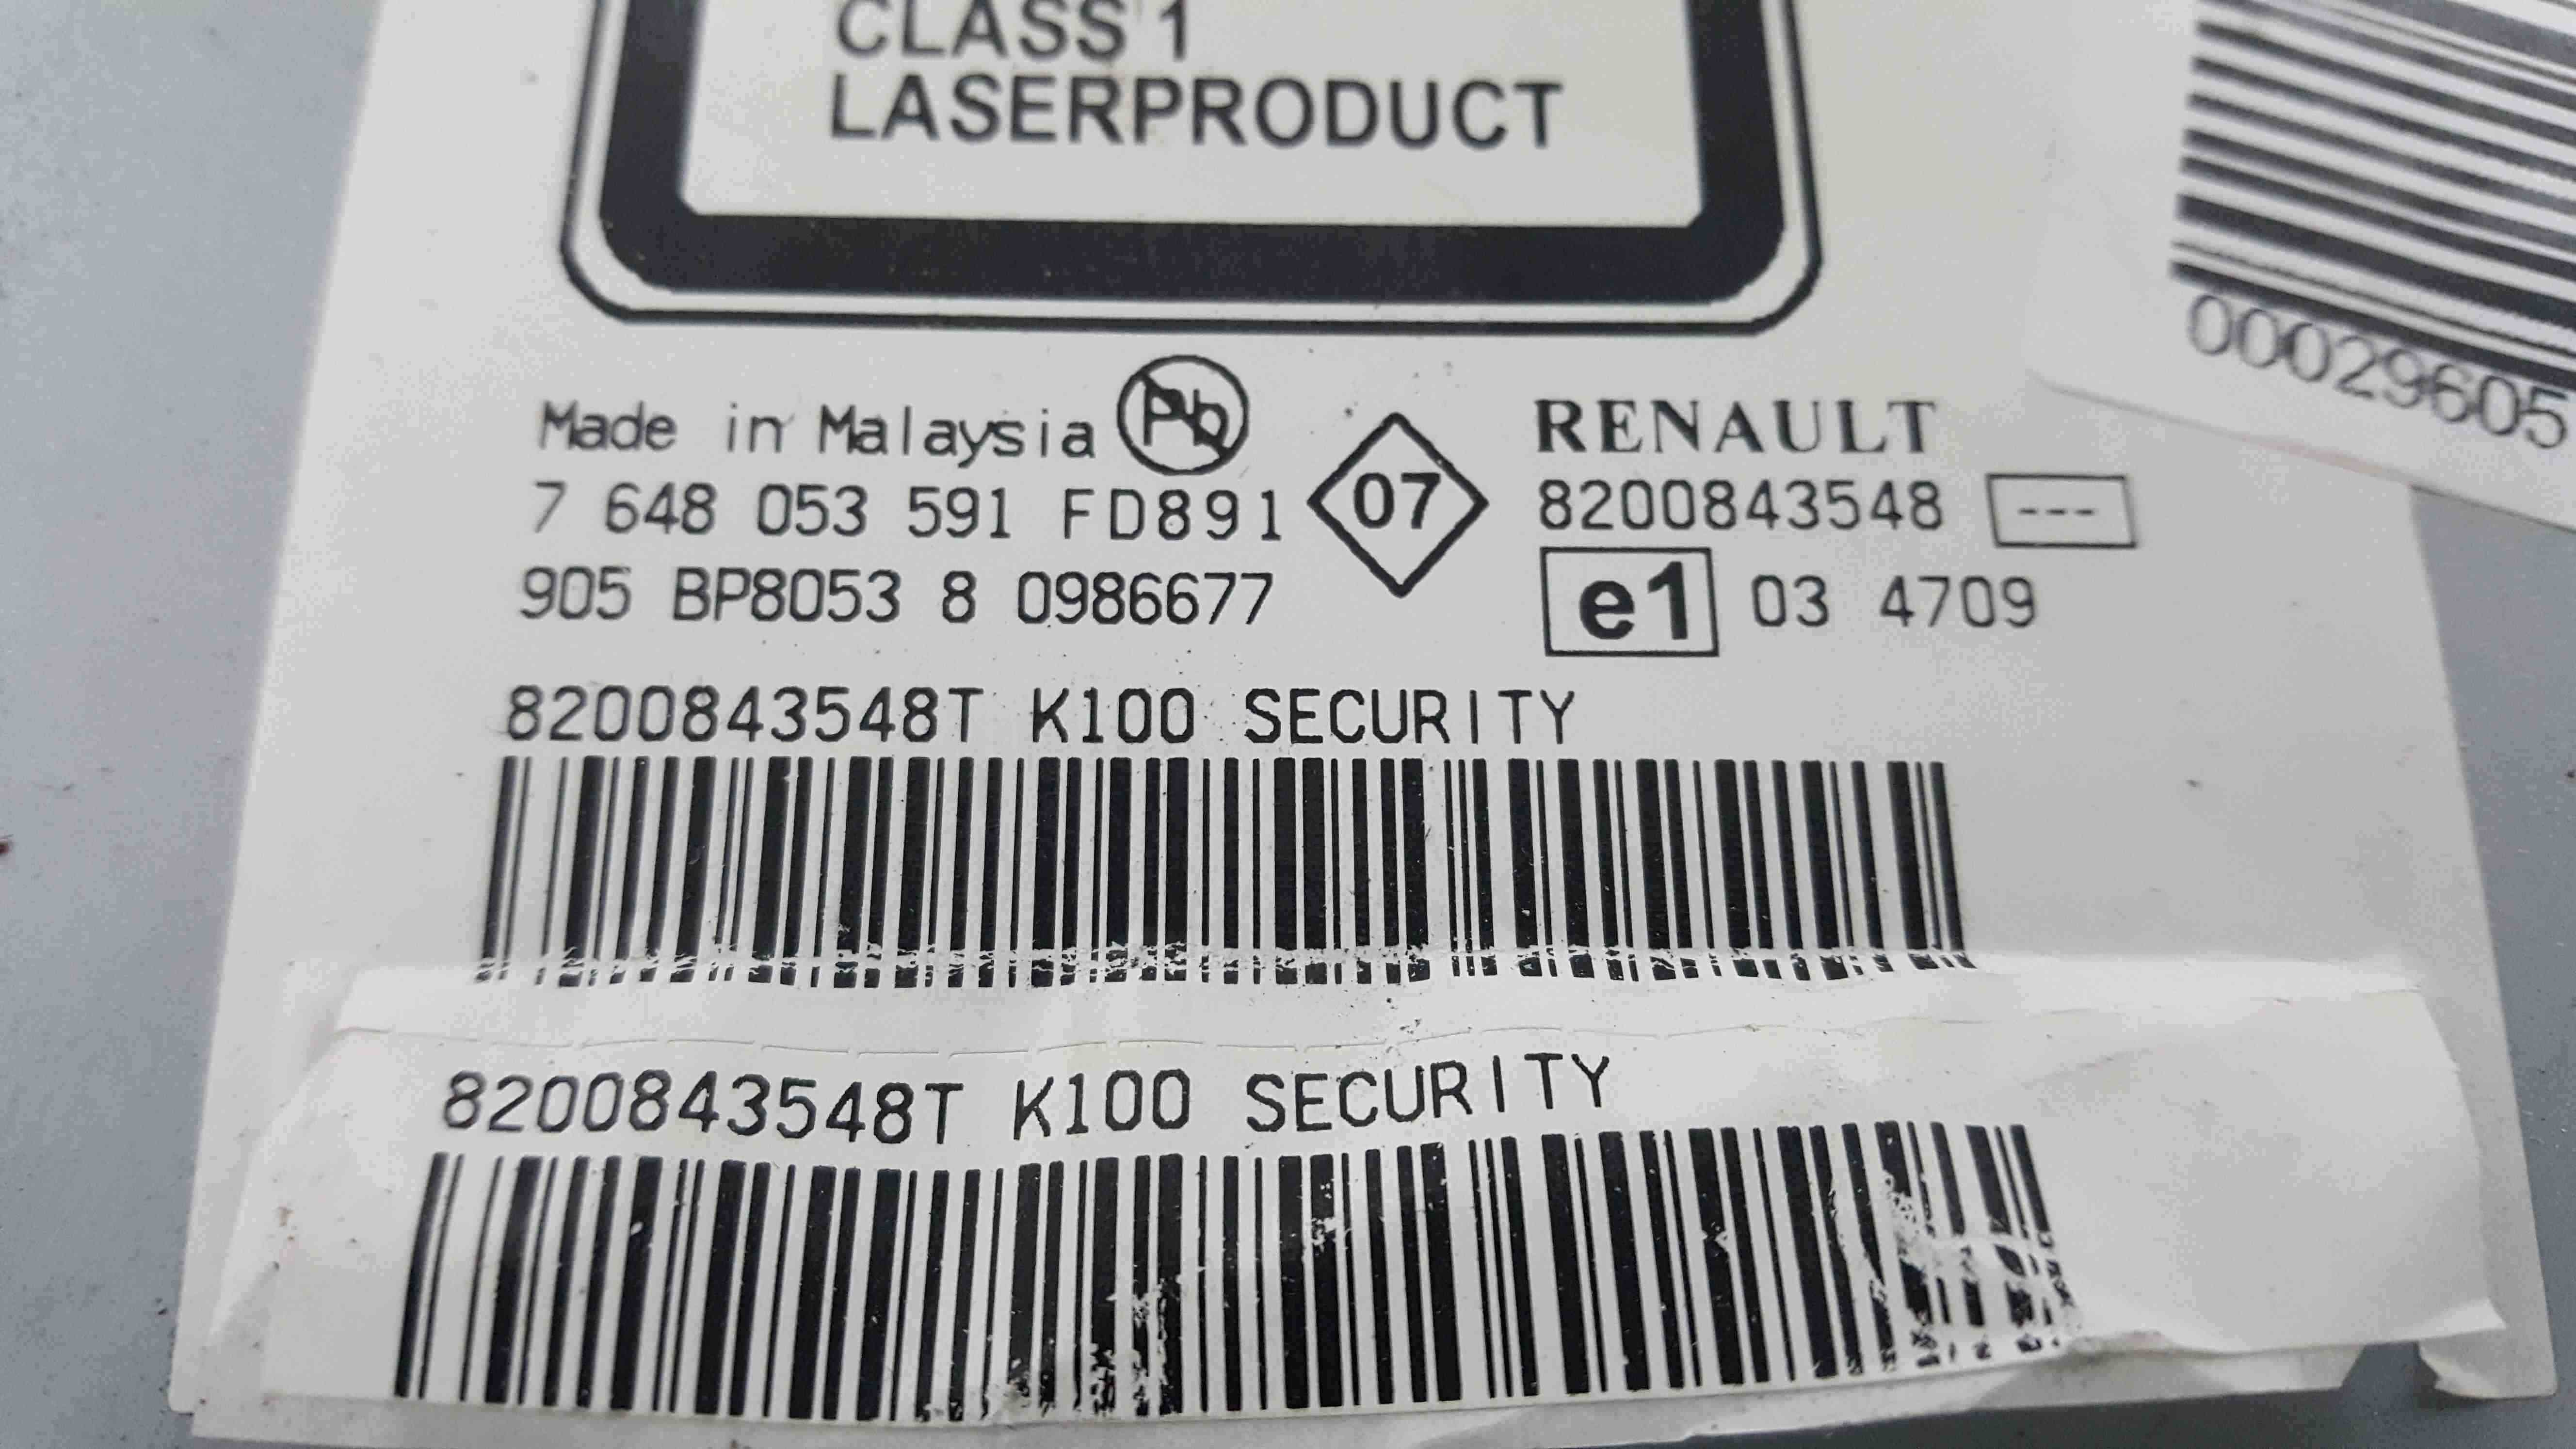 CLASS 1
LASERPRODUCT
00029605
Made in Malaysia Pb
7 648 053 591 FD891
905 BP8053 8 0986677
07
RENAULT
8200843548 ---
e1 03 4709
8200843548T K100 SECURITY
8200843548T K100 SECURITY